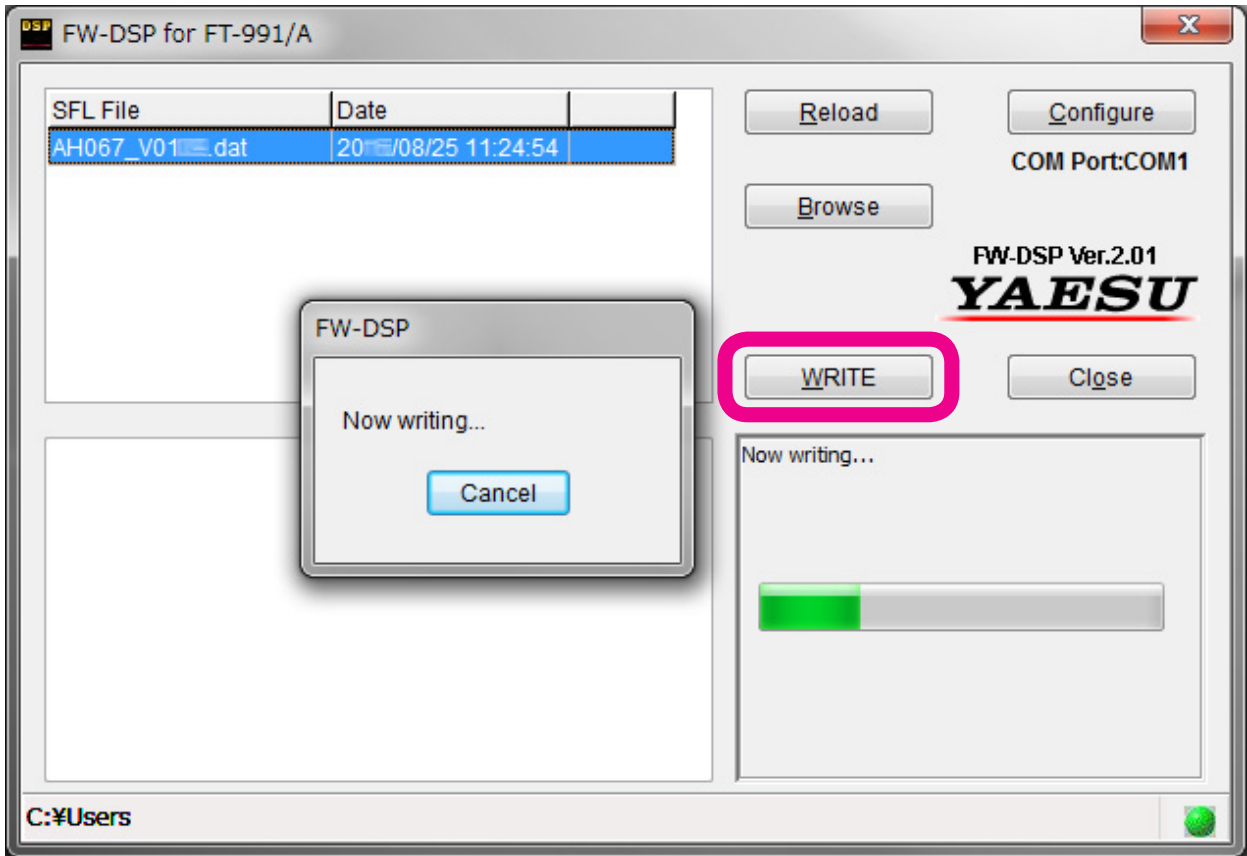 DSP FW-DSP for FT-991/A X
SFL File Date
AH067_V01 .dat 20 /08/25 11:24:54
Reload
Configure
COM Port:COM1
Browse
FW-DSP Ver.2.01
YAESU
WRITE
Close
FW-DSP
Now writing...
Cancel
Now writing...
C:¥Users